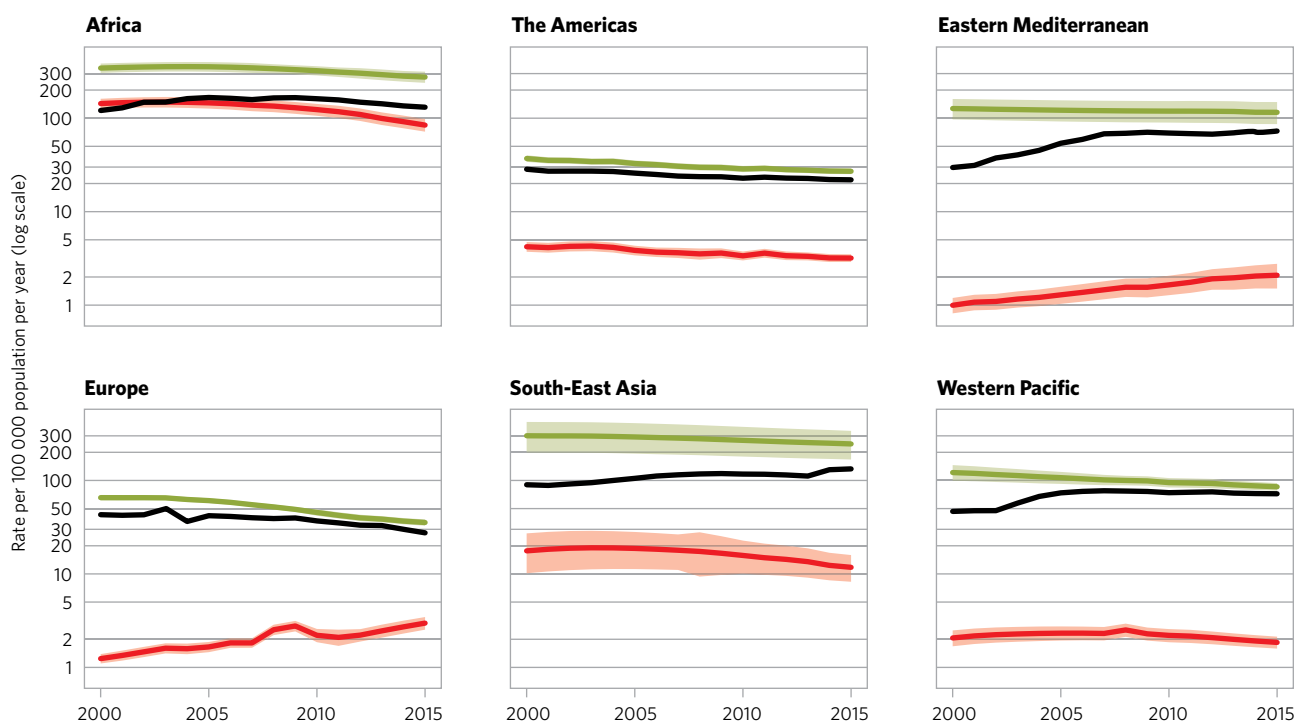 Rate per 100 000 population per year (log scale)
Africa
300
200
100
50
30
20
10
5
2
1
The Americas
Eastern Mediterranean
Europe
300
200
100
50
30
20
10
5
2
1
2000 2005 2010 2015
South-East Asia
2000 2005 2010 2015
Western Pacific
2000 2005 2010 2015